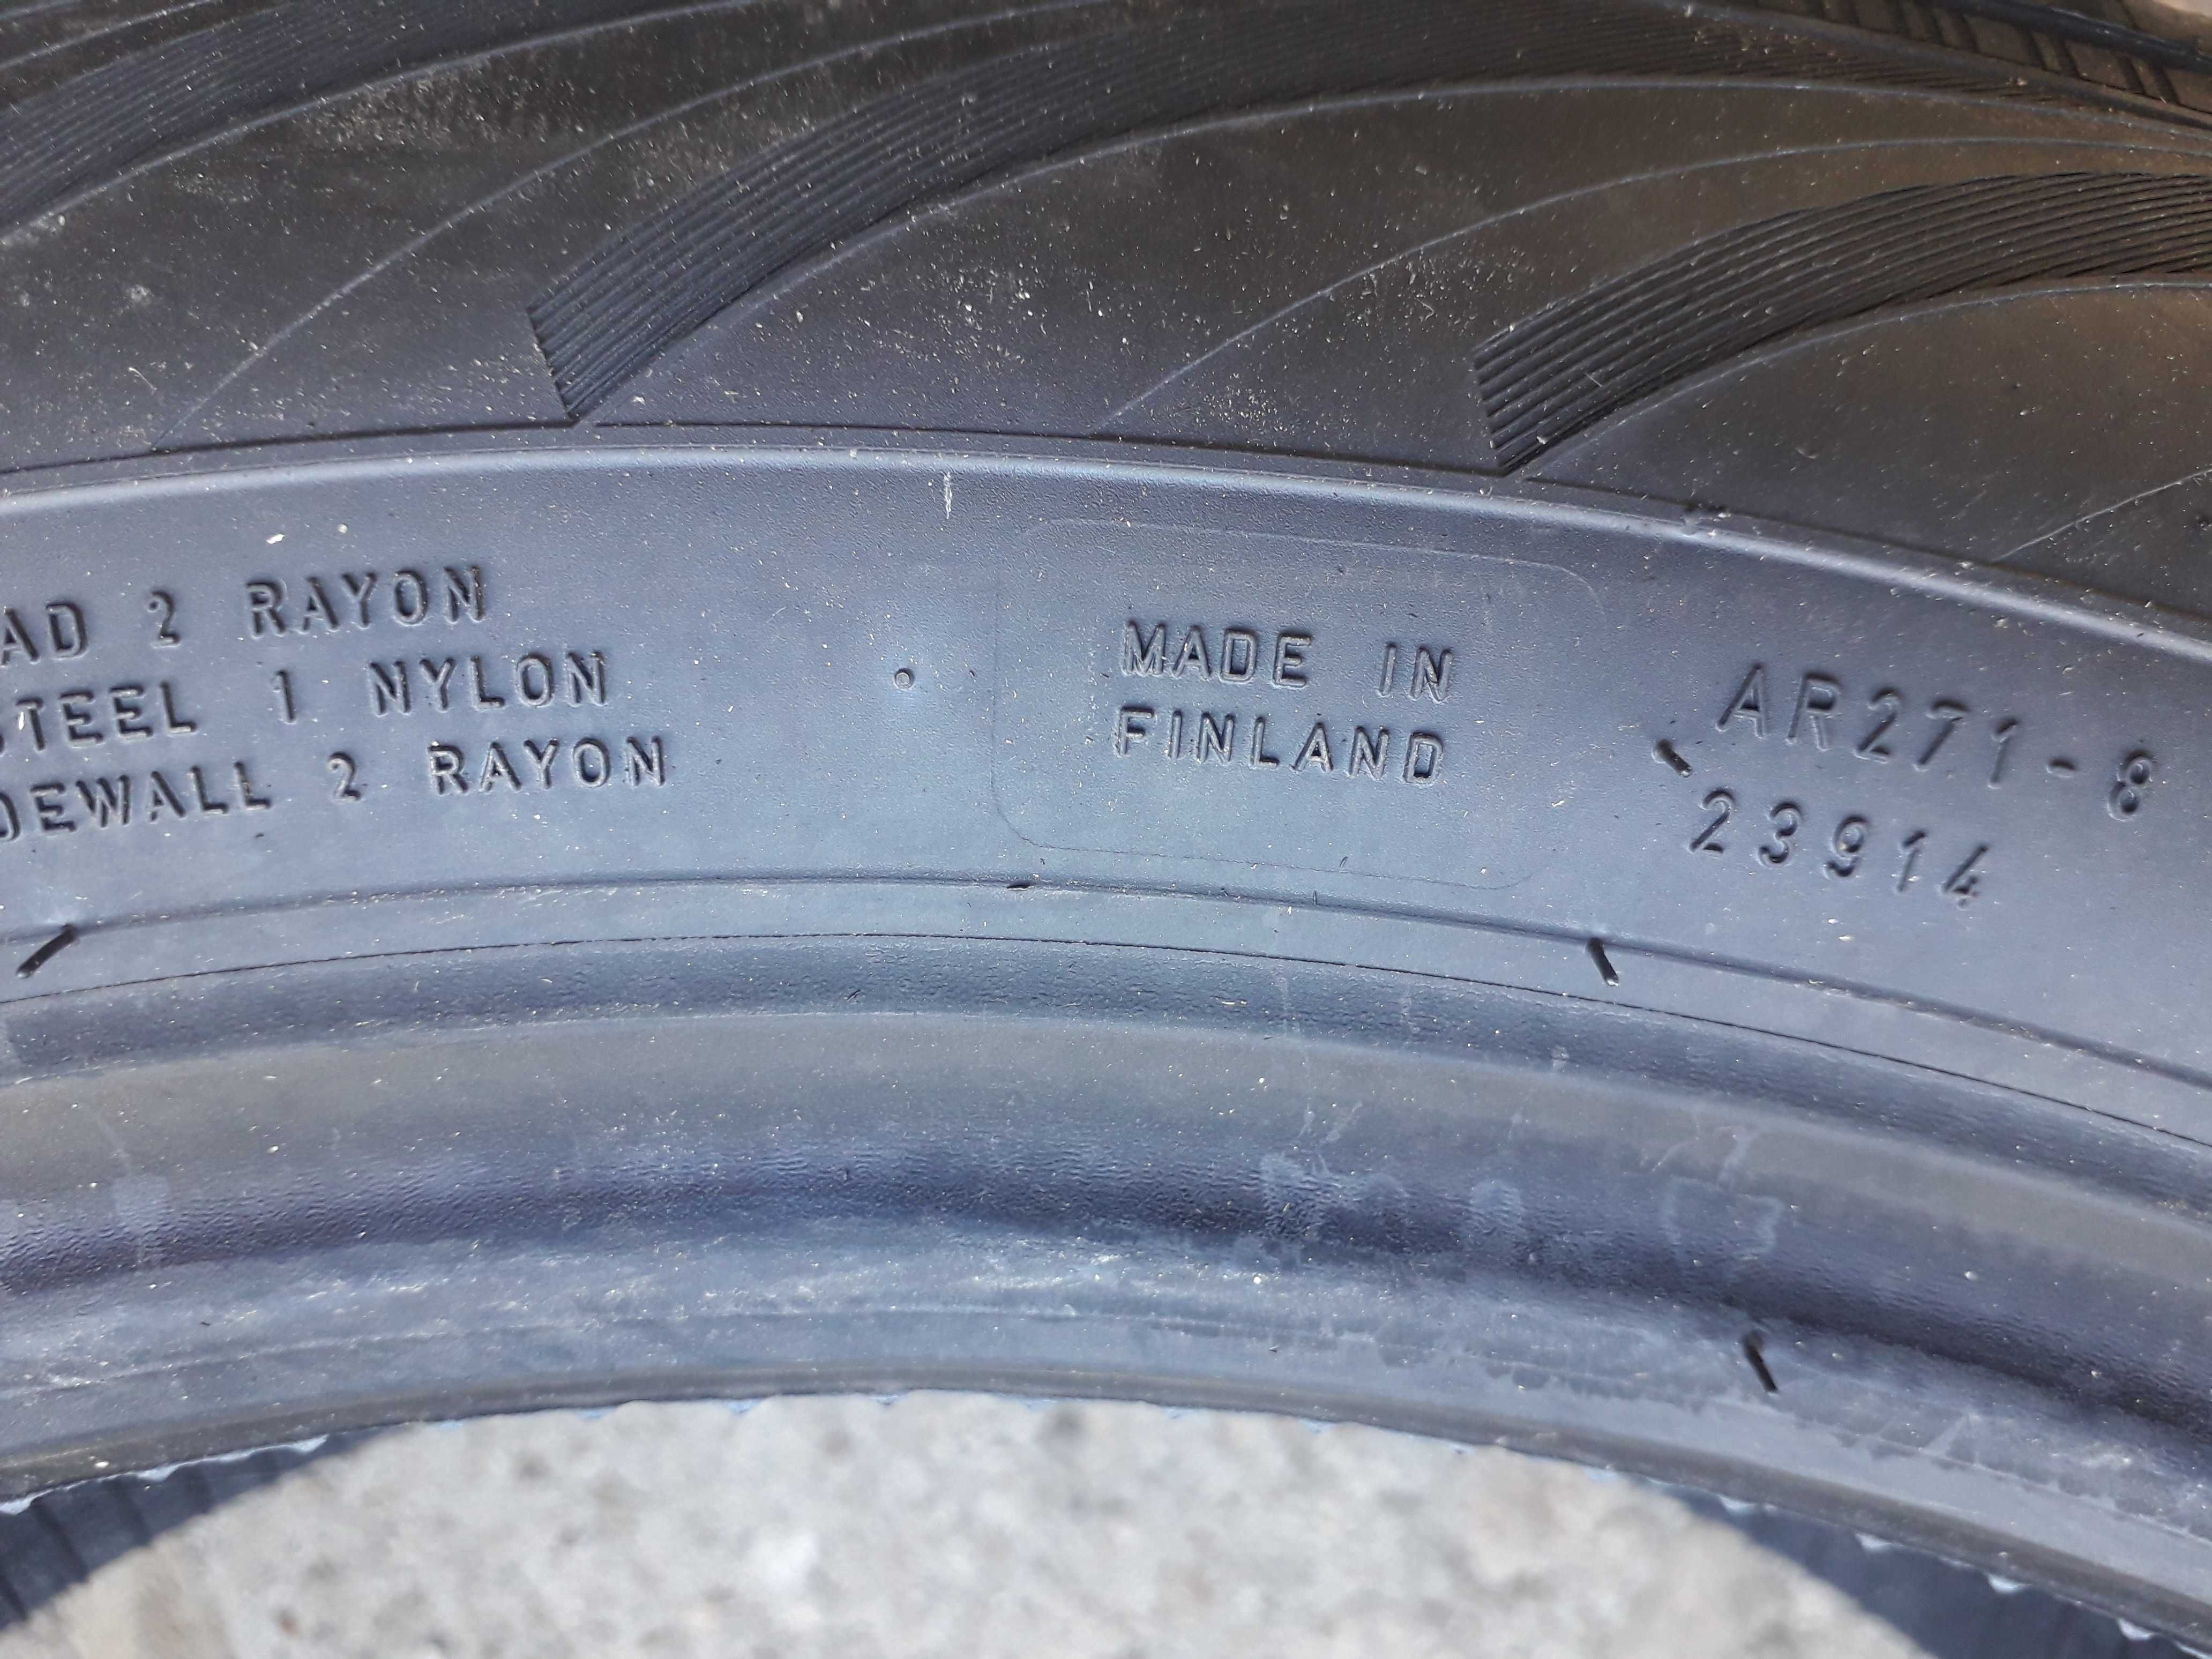 AD 2 RAYON
STEEL 1 NYLON
DEWALL 2 RAYON
MADE IN
FINLAND
AR271-8
23914